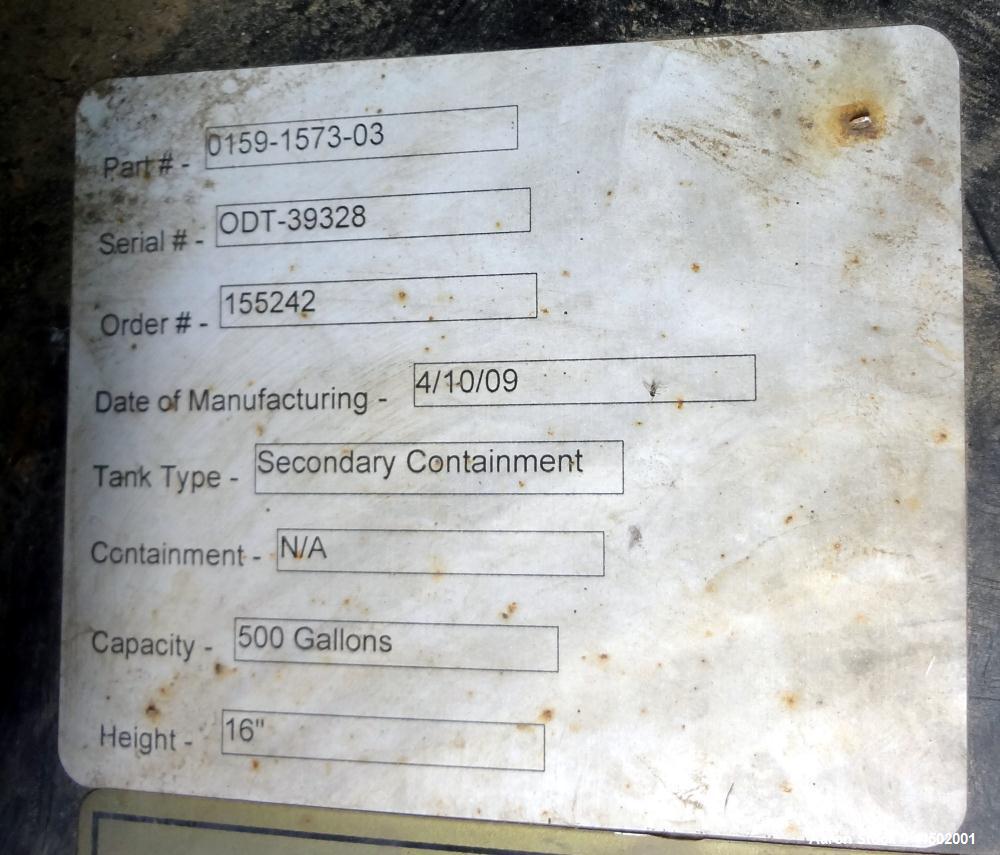 Part # - 0159-1573-03
Serial # - ODT-39328
Order # - 155242
Date of Manufacturing - 4/10/09
Tank Type - Secondary Containment
Containment - N/A
Capacity - 500 Gallons
Height - 16"
Aaron